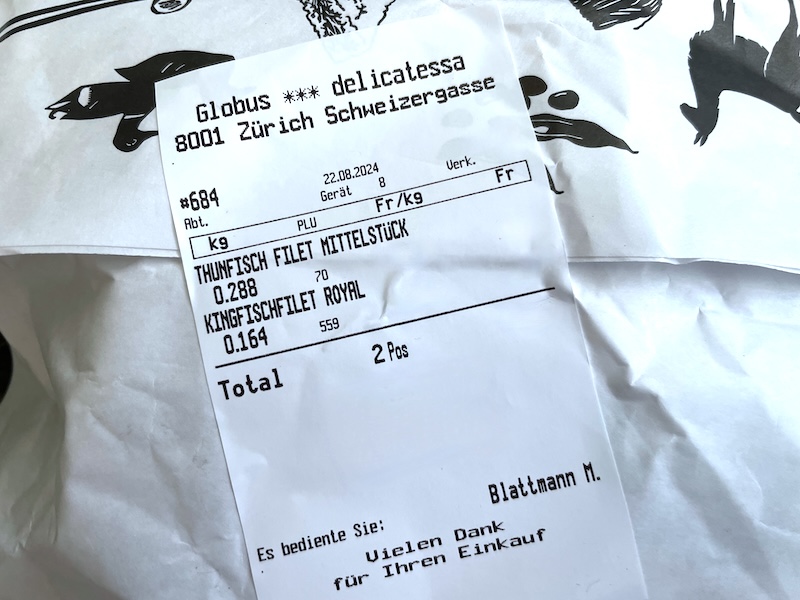 Globus *** delicatessa
8001 Zürich Schweizergasse
22.08.2024 Verk.
#684 Gerät 8
Abt.
kg PLU Fr/kg Fr
THUNFISCH FILET MITTELSTÜCK
0.288 70
KINGFISCHFILET ROYAL
0.164 559
2 Pos
Total
Blattmann M.
Es bediente Sie:
Vielen Dank
für Ihren Einkauf